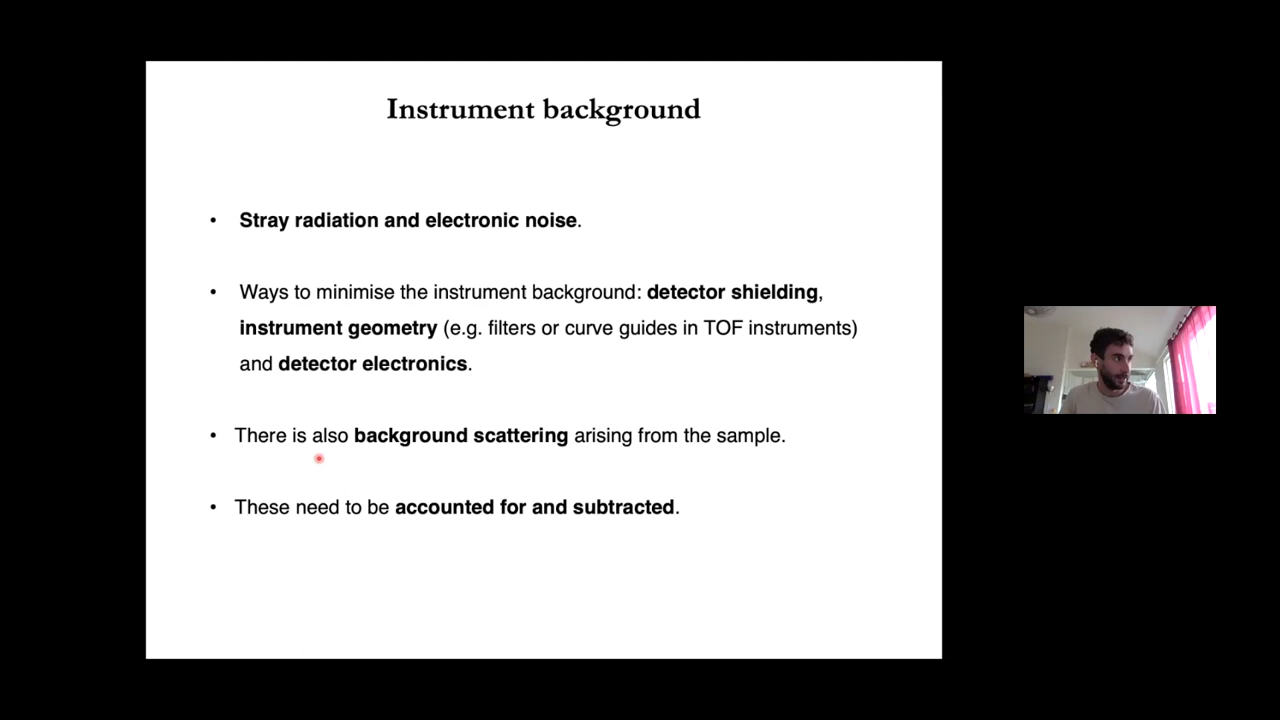 Instrument background
• Stray radiation and electronic noise.
• Ways to minimise the instrument background: detector shielding,
instrument geometry (e.g. filters or curve guides in TOF instruments)
and detector electronics.
• There is also background scattering arising from the sample.
• These need to be accounted for and subtracted.